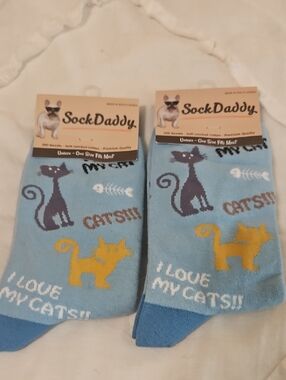 SockDaddy
Unisex - One Size Fits Most
MY CAT
CATS!!!
I LOVE
MY CATS!!
SockDaddy
Unisex - One Size Fits Most
MY CAT
CATS!!!
I LOVE
MY CATS!!